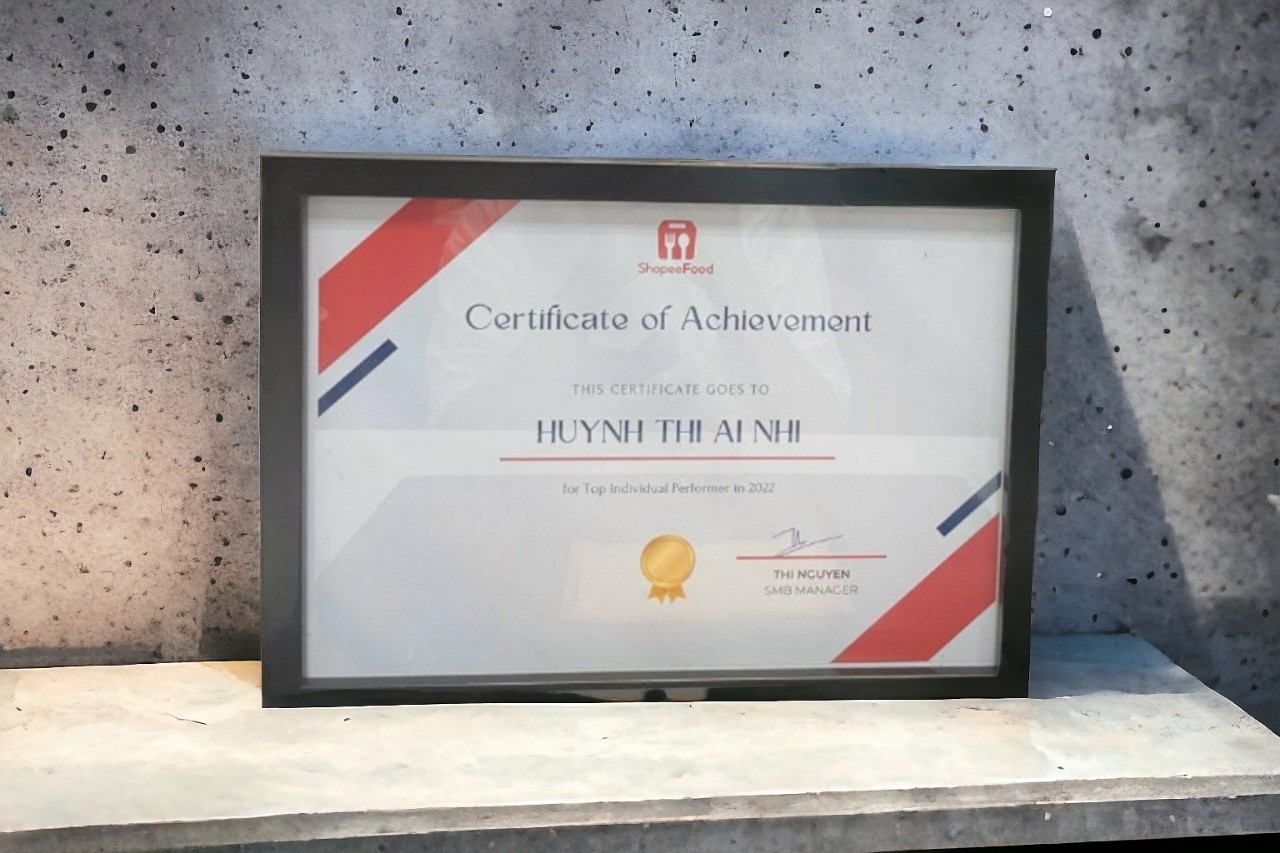 ShopeeFood
Certificate of Achievement
THIS CERTIFICATE GOES TO
HUYNH THI AI NHI
for Top Individual Performer in 2022
THI NGUYEN
SMB MANAGER